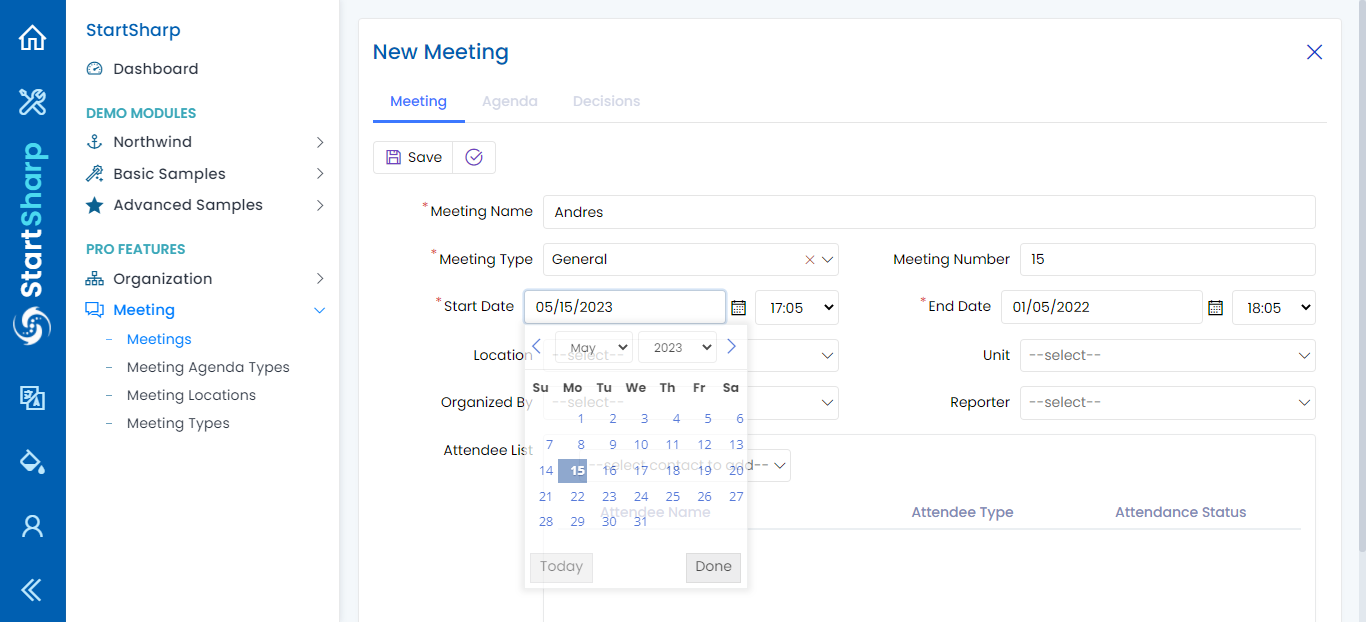 StartSharp
StartSharp
Dashboard
DEMO MODULES
Northwind
Basic Samples
Advanced Samples
PRO FEATURES
Organization
Meeting
Meetings
Meeting Agenda Types
Meeting Locations
Meeting Types
New Meeting
Meeting Agenda Decisions
Save
*Meeting Name Andres
*Meeting Type General Meeting Number 15
*Start Date 05/15/2023 17:05 *End Date 01/05/2022 18:05
Location --select-- Unit --select--
Organized By --select-- Reporter --select--
Attendee List --select contact to add--
Attendee Name Attendee Type Attendance Status
May 2023
Su Mo Tu We Th Fr Sa
1 2 3 4 5 6
7 8 9 10 11 12 13
14 15 16 17 18 19 20
21 22 23 24 25 26 27
28 29 30 31
Today Done